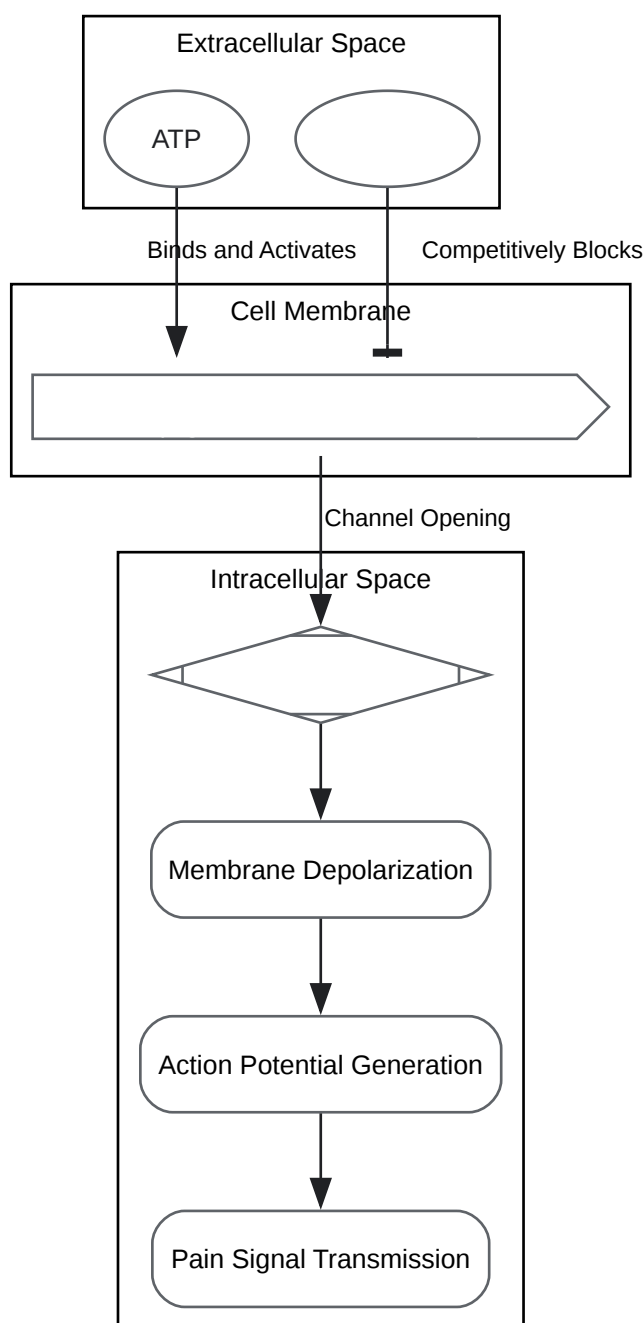 Extracellular Space
ATP
Binds and Activates
Competitively Blocks
Cell Membrane
Channel Opening
Intracellular Space
Membrane Depolarization
Action Potential Generation
Pain Signal Transmission